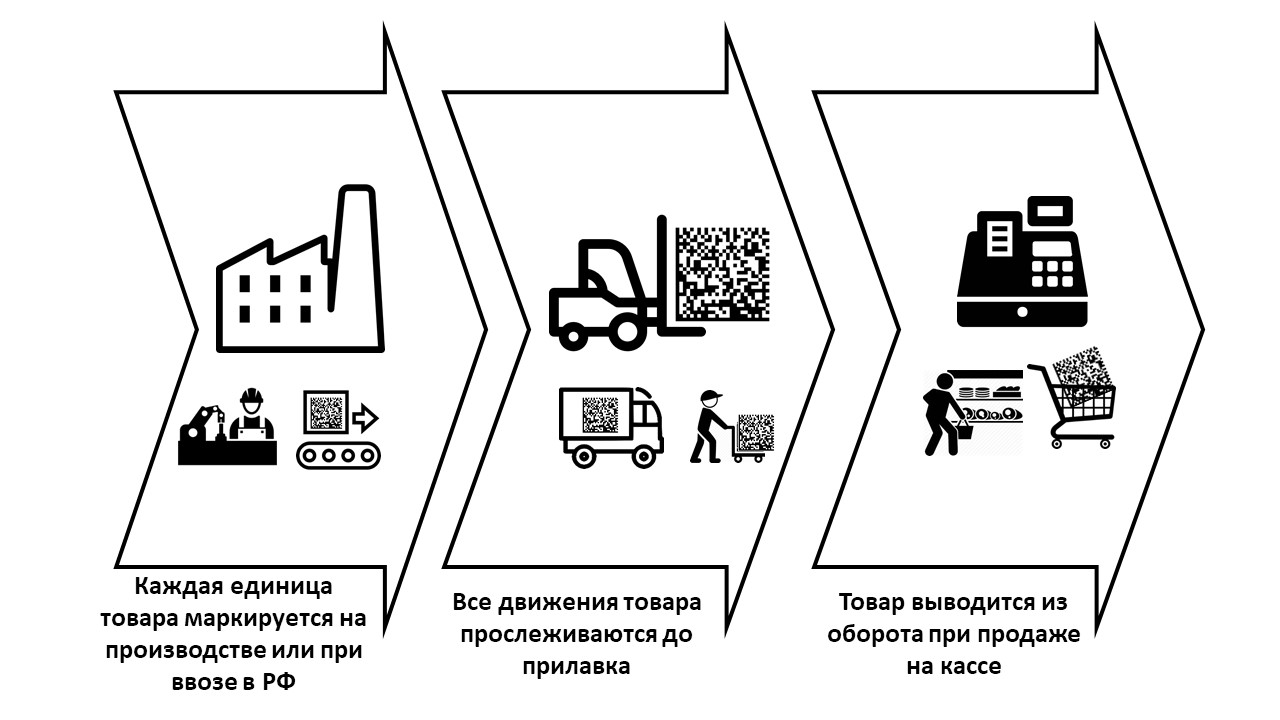 Каждая единица
товара маркируется на
производстве или при
ввозе в РФ
Все движения товара
прослеживаются до
прилавка
Товар выводится из
оборота при продаже
на кассе